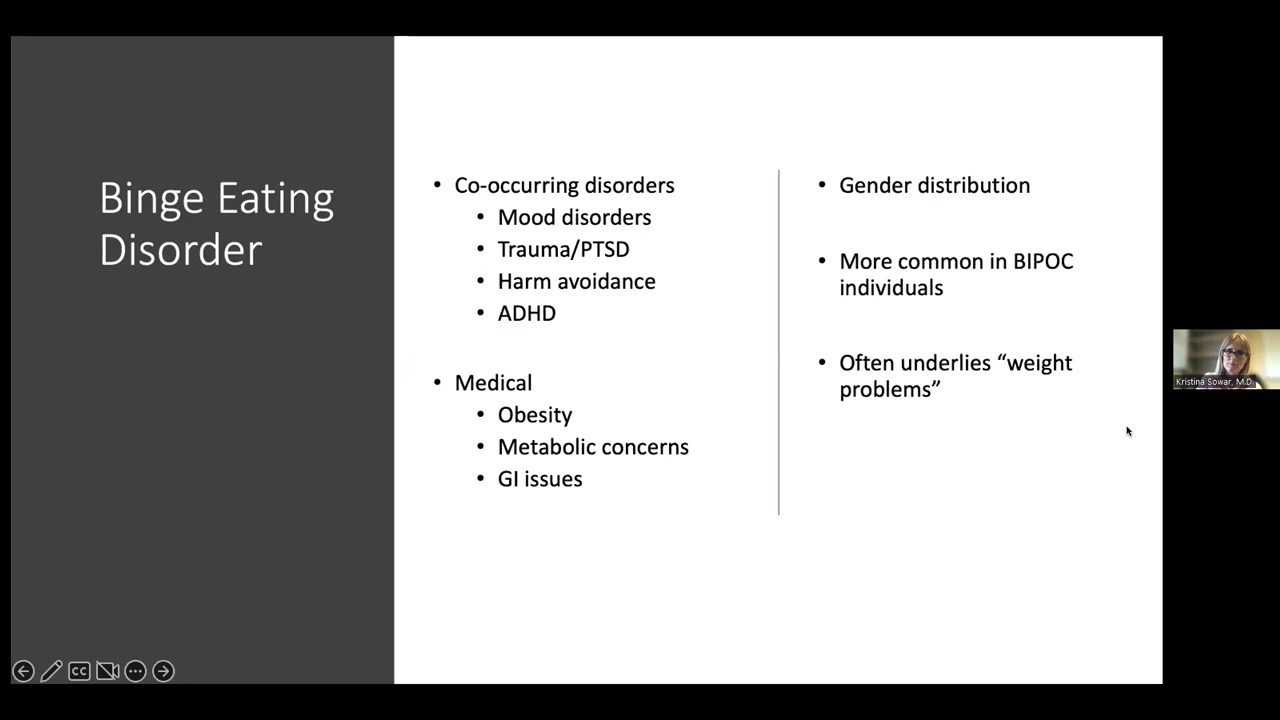 Binge Eating
Disorder
• Co-occurring disorders
• Mood disorders
• Trauma/PTSD
• Harm avoidance
• ADHD
• Medical
• Obesity
• Metabolic concerns
• GI issues
• Gender distribution
• More common in BIPOC
individuals
• Often underlies “weight
problems”
Kristina Sowar, M.D.
CC